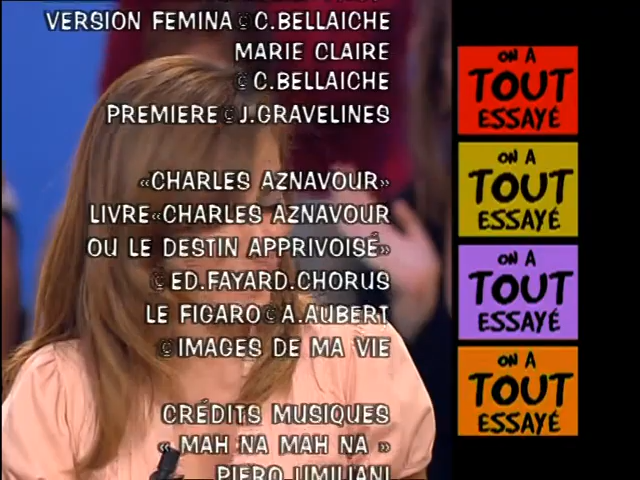 VERSION FEMINA © C.BELLAICHE
MARIE CLAIRE
© C.BELLAICHE
PREMIERE © J.GRAVELINES
«CHARLES AZNAVOUR»
LIVRE «CHARLES AZNAVOUR
OU LE DESTIN APPRIVOISÉ»
© ED.FAYARD.CHORUS
LE FIGARO © A.AUBERT
© IMAGES DE MA VIE
CRÉDITS MUSIQUES
« MAH NA MAH NA »
PIERO UMILIANI
ON A
TOUT
ESSAYÉ
ON A
TOUT
ESSAYÉ
ON A
TOUT
ESSAYÉ
ON A
TOUT
ESSAYÉ